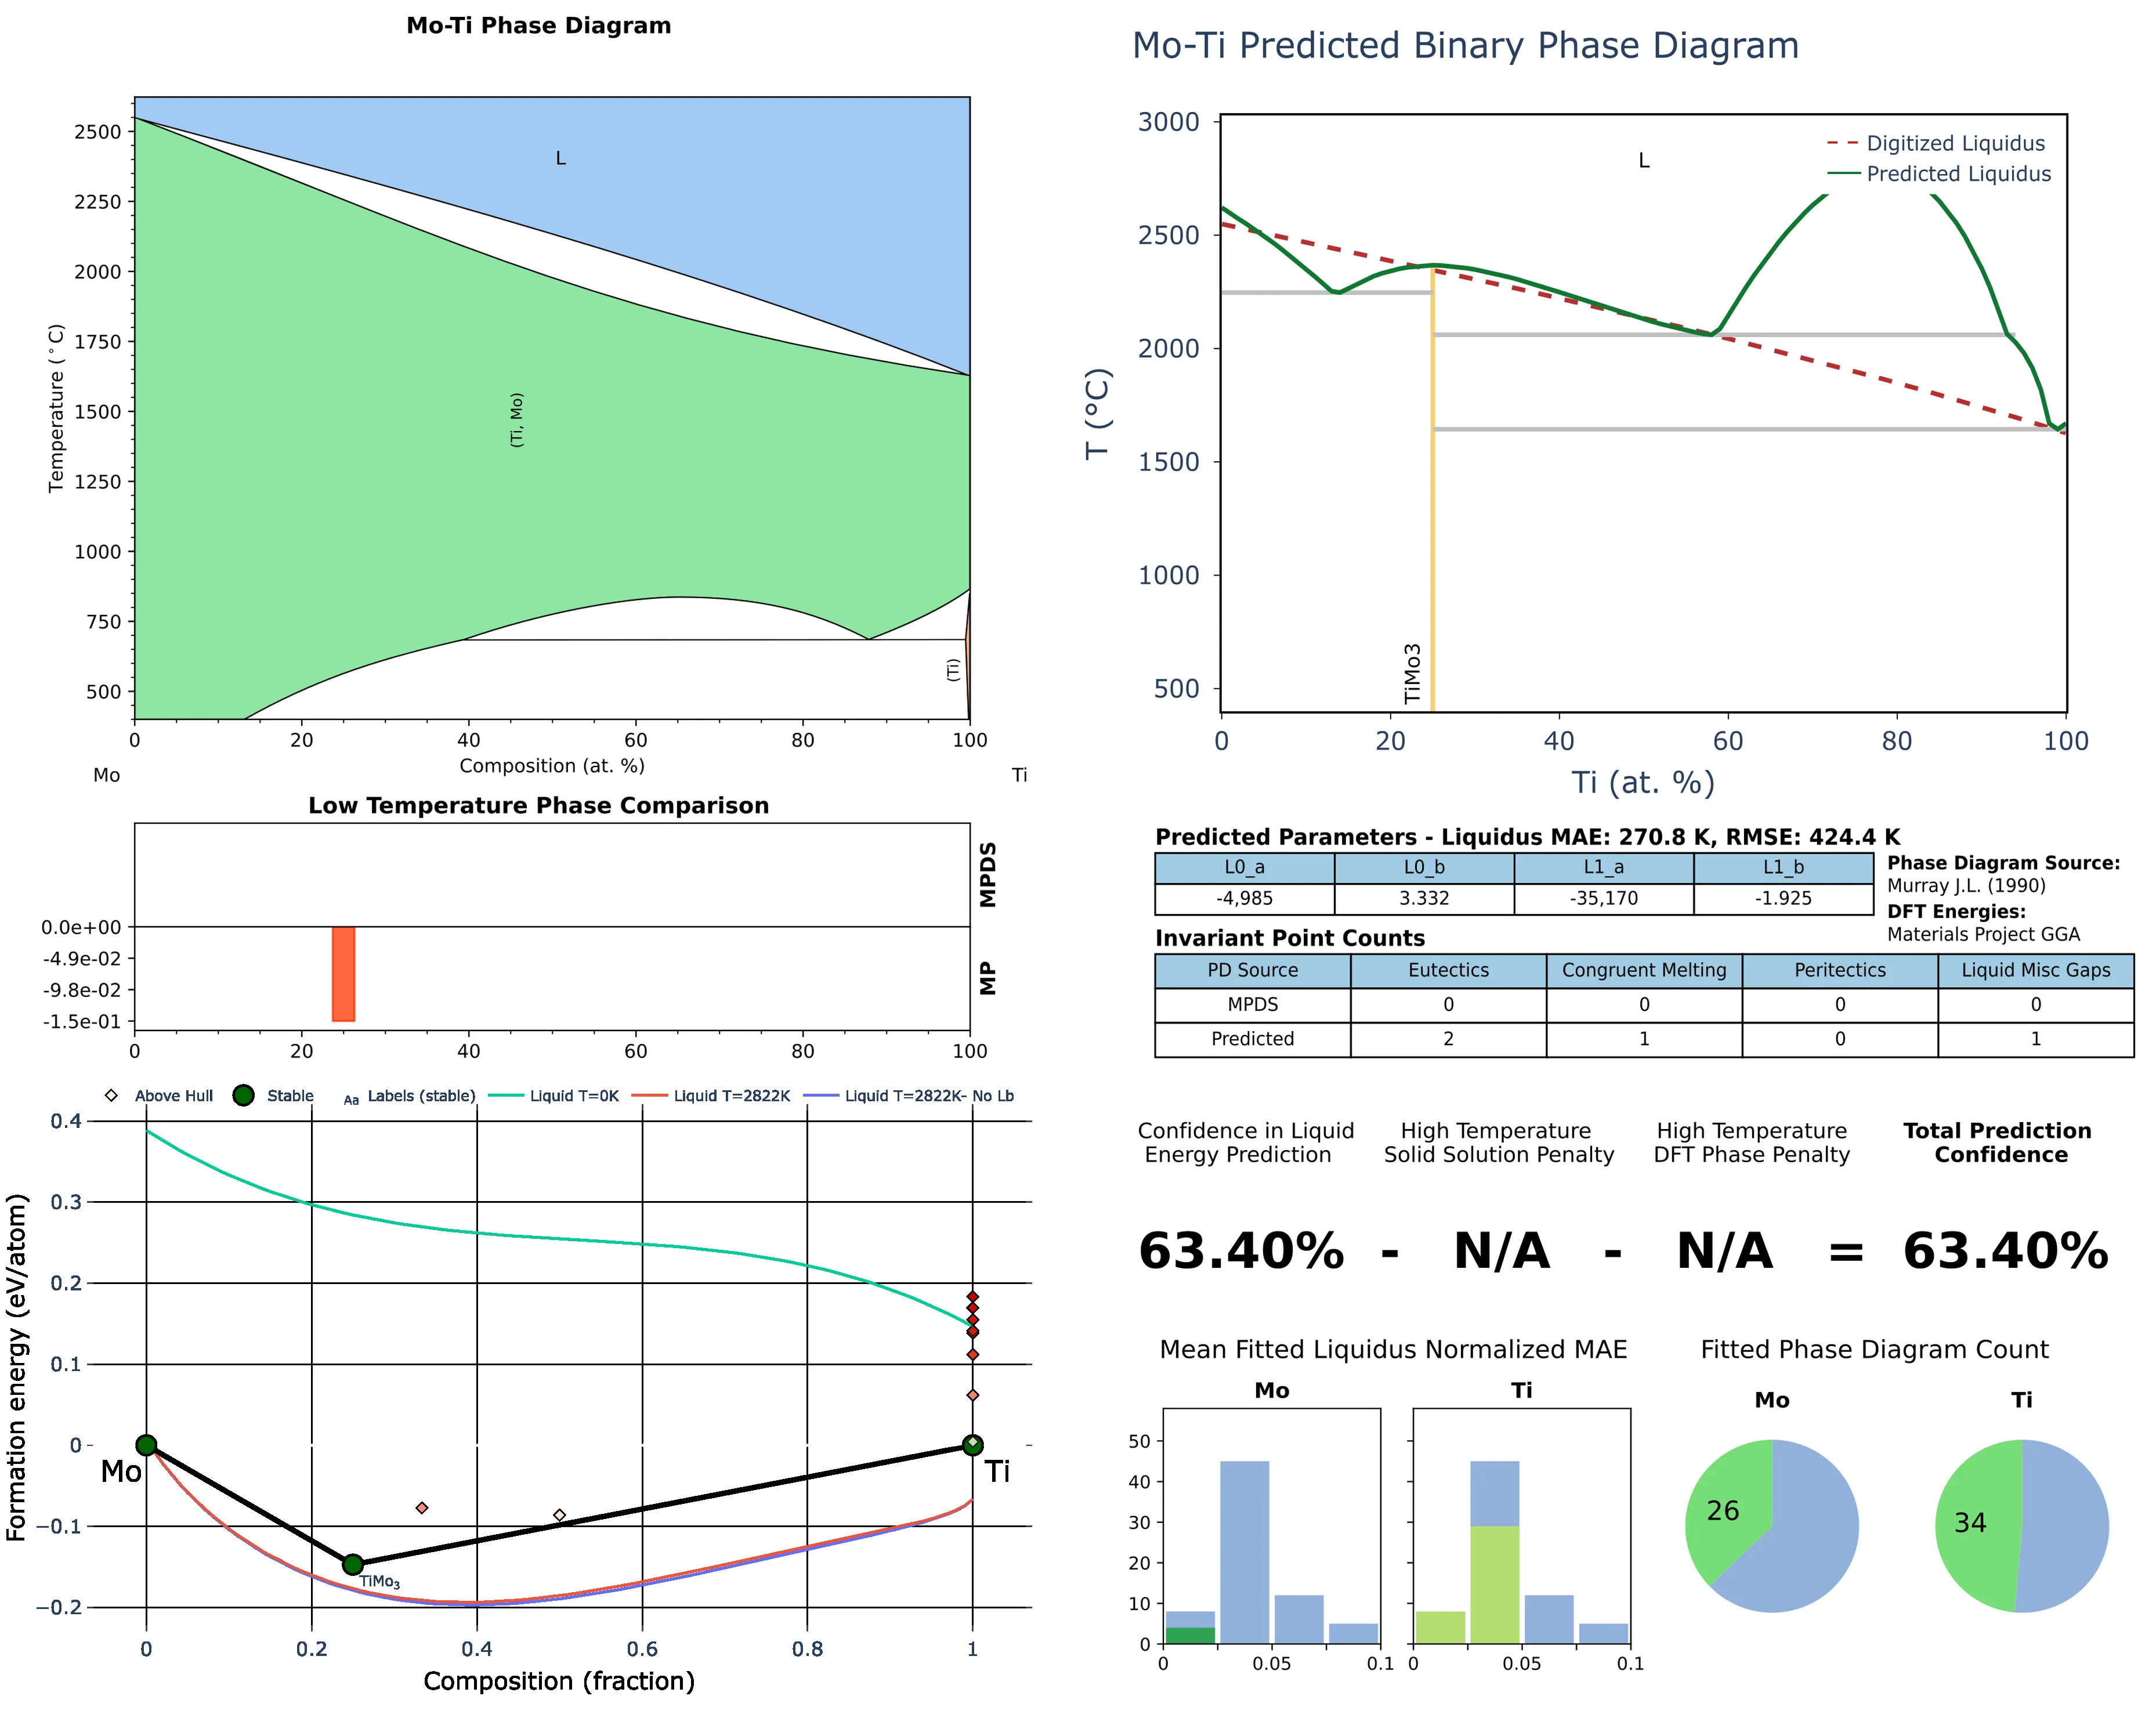 Mo-Ti Phase Diagram
2500
2250
2000
1750
1500
1250
1000
750
500
Temperature (°C)
L
(Ti, Mo)
(Ti)
0 20 40 60 80 100
Mo Composition (at. %) Ti
Low Temperature Phase Comparison
0.0e+00
-4.9e-02
-9.8e-02
-1.5e-01
MPDS
MP
0 20 40 60 80 100
Above Hull Stable Aa Labels (stable) Liquid T=0K Liquid T=2822K Liquid T=2822K- No Lb
0.4
0.3
0.2
0.1
0
−0.1
−0.2
Formation energy (eV/atom)
Mo
Ti
TiMo3
0 0.2 0.4 0.6 0.8 1
Composition (fraction)
Mo-Ti Predicted Binary Phase Diagram
3000
2500
2000
1500
1000
500
T (°C)
L
Digitized Liquidus
Predicted Liquidus
TiMo3
0 20 40 60 80 100
Ti (at. %)
Predicted Parameters - Liquidus MAE: 270.8 K, RMSE: 424.4 K
L0_a L0_b L1_a L1_b
-4,985 3.332 -35,170 -1.925
Phase Diagram Source:
Murray J.L. (1990)
DFT Energies:
Materials Project GGA
Invariant Point Counts
PD Source Eutectics Congruent Melting Peritectics Liquid Misc Gaps
MPDS 0 0 0 0
Predicted 2 1 0 1
Confidence in Liquid
Energy Prediction
High Temperature
Solid Solution Penalty
High Temperature
DFT Phase Penalty
Total Prediction
Confidence
63.40% - N/A - N/A = 63.40%
Mean Fitted Liquidus Normalized MAE
Mo
Ti
50
40
30
20
10
0
0 0.05 0.1
0 0.05 0.1
Fitted Phase Diagram Count
Mo
Ti
26
34